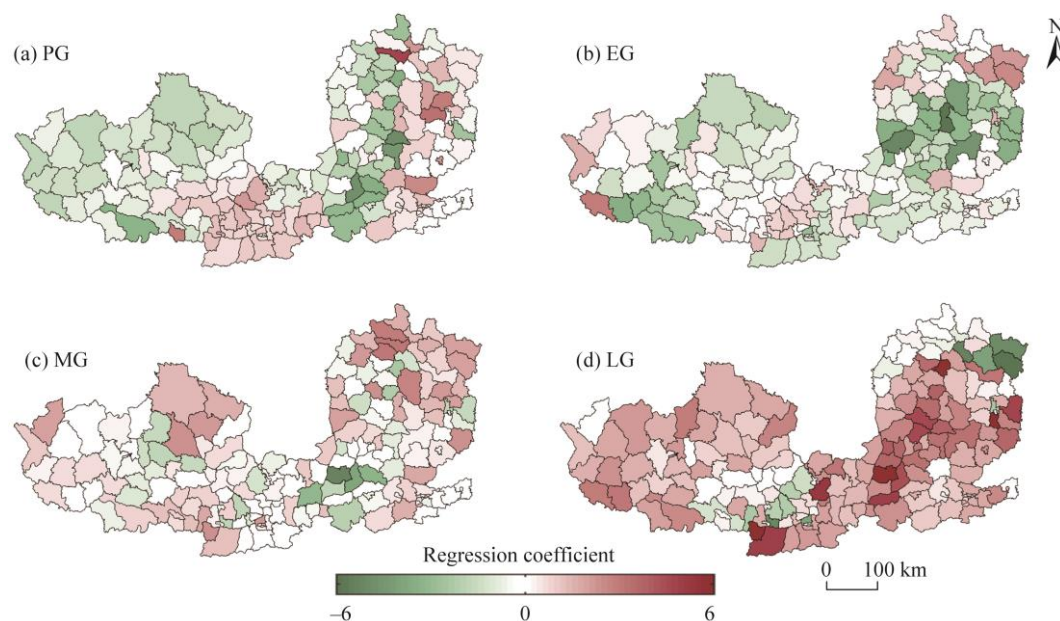 (a) PG
(b) EG
N
(c) MG
(d) LG
Regression coefficient
–6 0 6
0 100 km